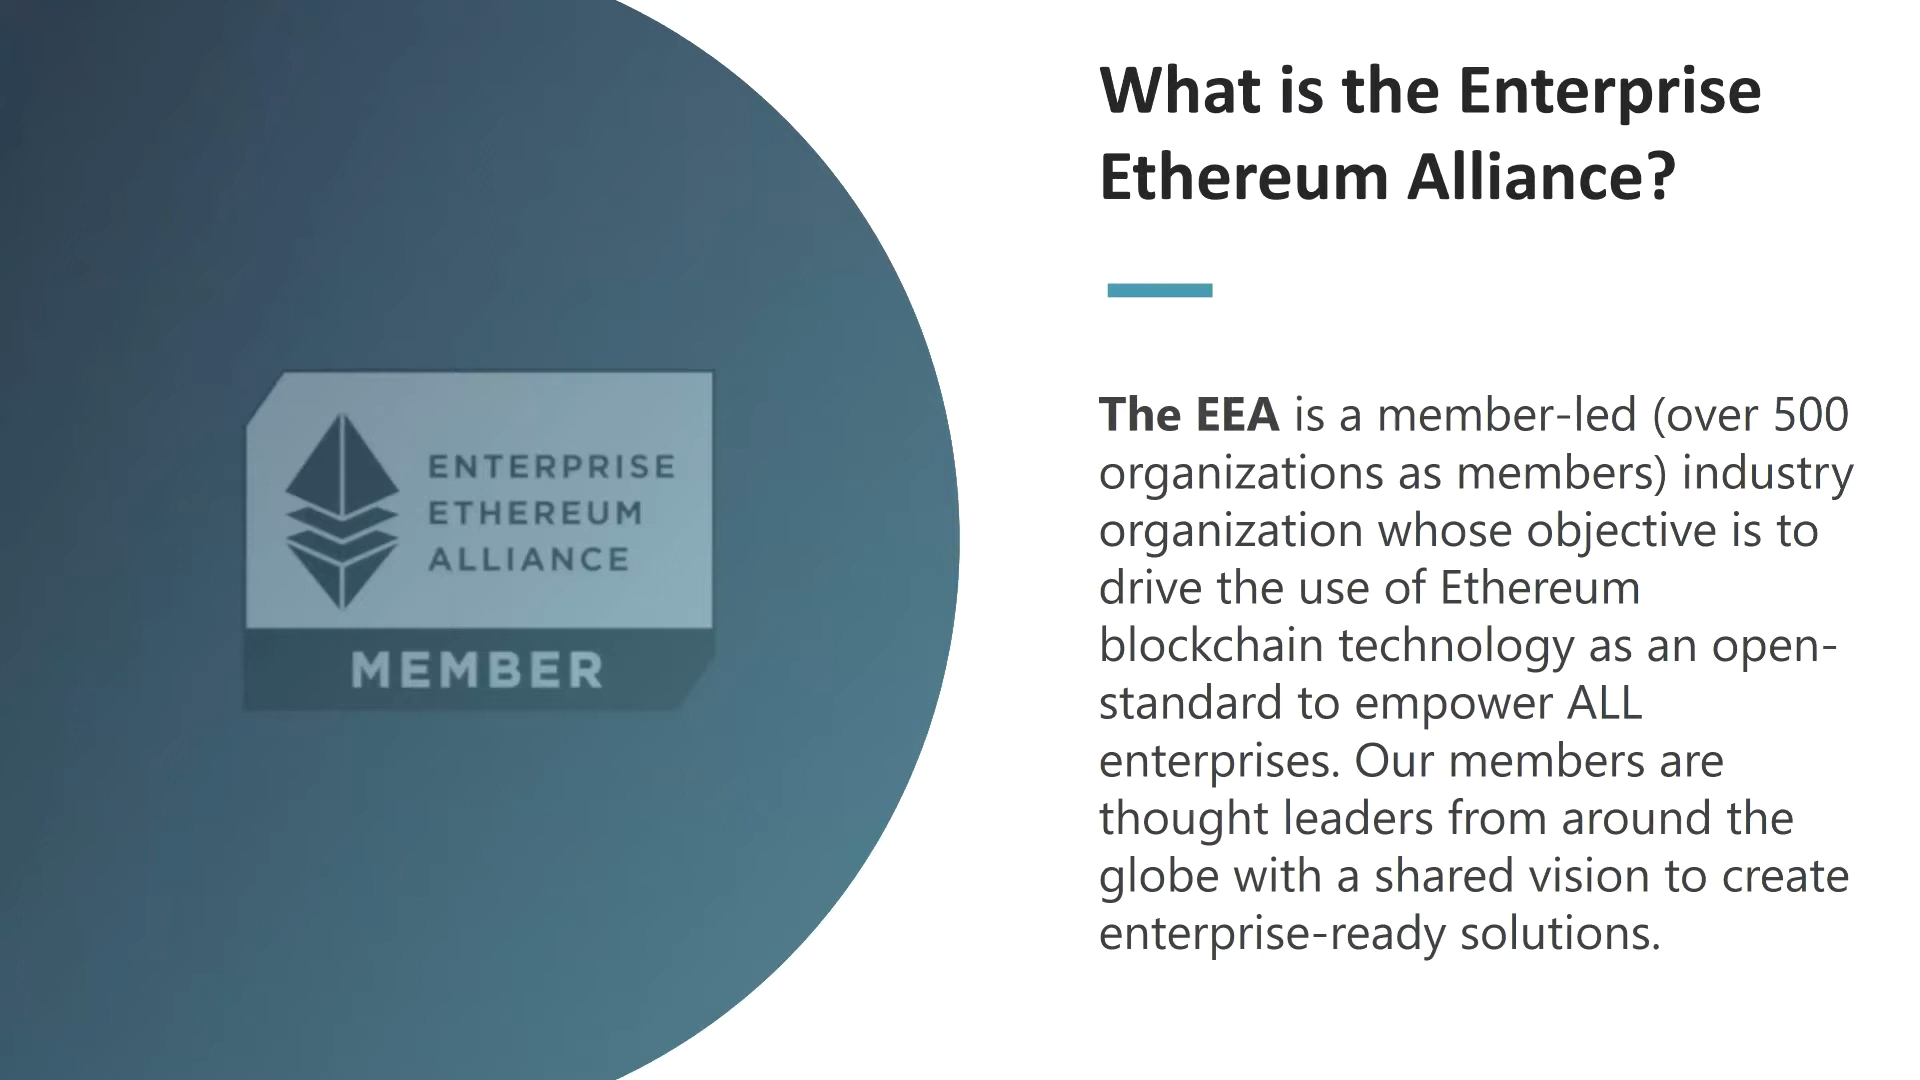 ENTERPRISE
ETHEREUM
ALLIANCE
MEMBER
What is the Enterprise
Ethereum Alliance?
The EEA is a member-led (over 500
organizations as members) industry
organization whose objective is to
drive the use of Ethereum
blockchain technology as an open-
standard to empower ALL
enterprises. Our members are
thought leaders from around the
globe with a shared vision to create
enterprise-ready solutions.